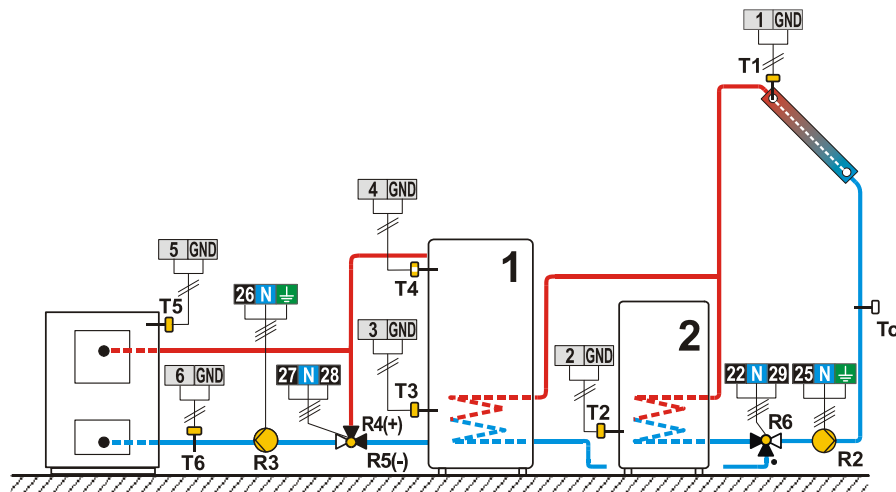 1 GND
T1
4 GND
1
5 GND
T4
T5
26 N
3 GND
2
To
2 GND
6 GND
27 N 28
T3
22 N 29
25 N
T2
R4(+)
R6
T6
R3
R5(-)
R2